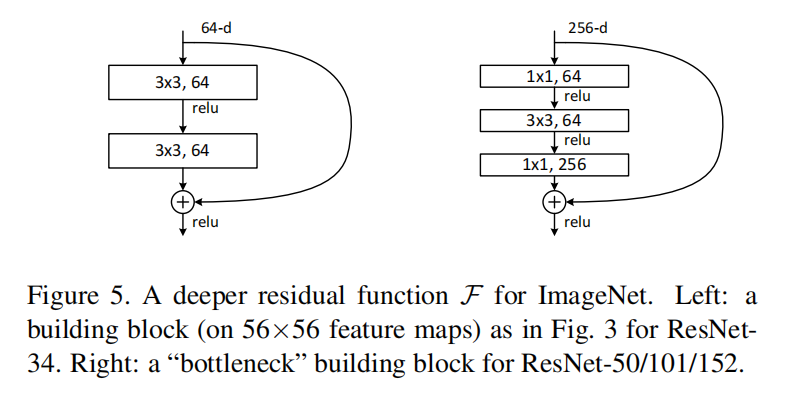 64-d
3x3, 64
relu
3x3, 64
relu
256-d
1x1, 64
relu
3x3, 64
relu
1x1, 256
relu
Figure 5. A deeper residual function F for ImageNet. Left: a
building block (on 56×56 feature maps) as in Fig. 3 for ResNet-
34. Right: a “bottleneck” building block for ResNet-50/101/152.